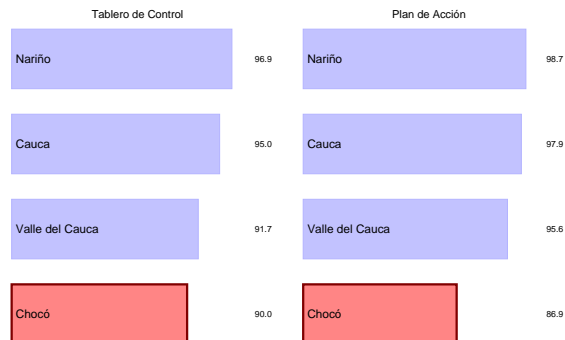 Tablero de Control
Nariño 96.9
Cauca 95.0
Valle del Cauca 91.7
Chocó 90.0
Plan de Acción
Nariño 98.7
Cauca 97.9
Valle del Cauca 95.6
Chocó 86.9